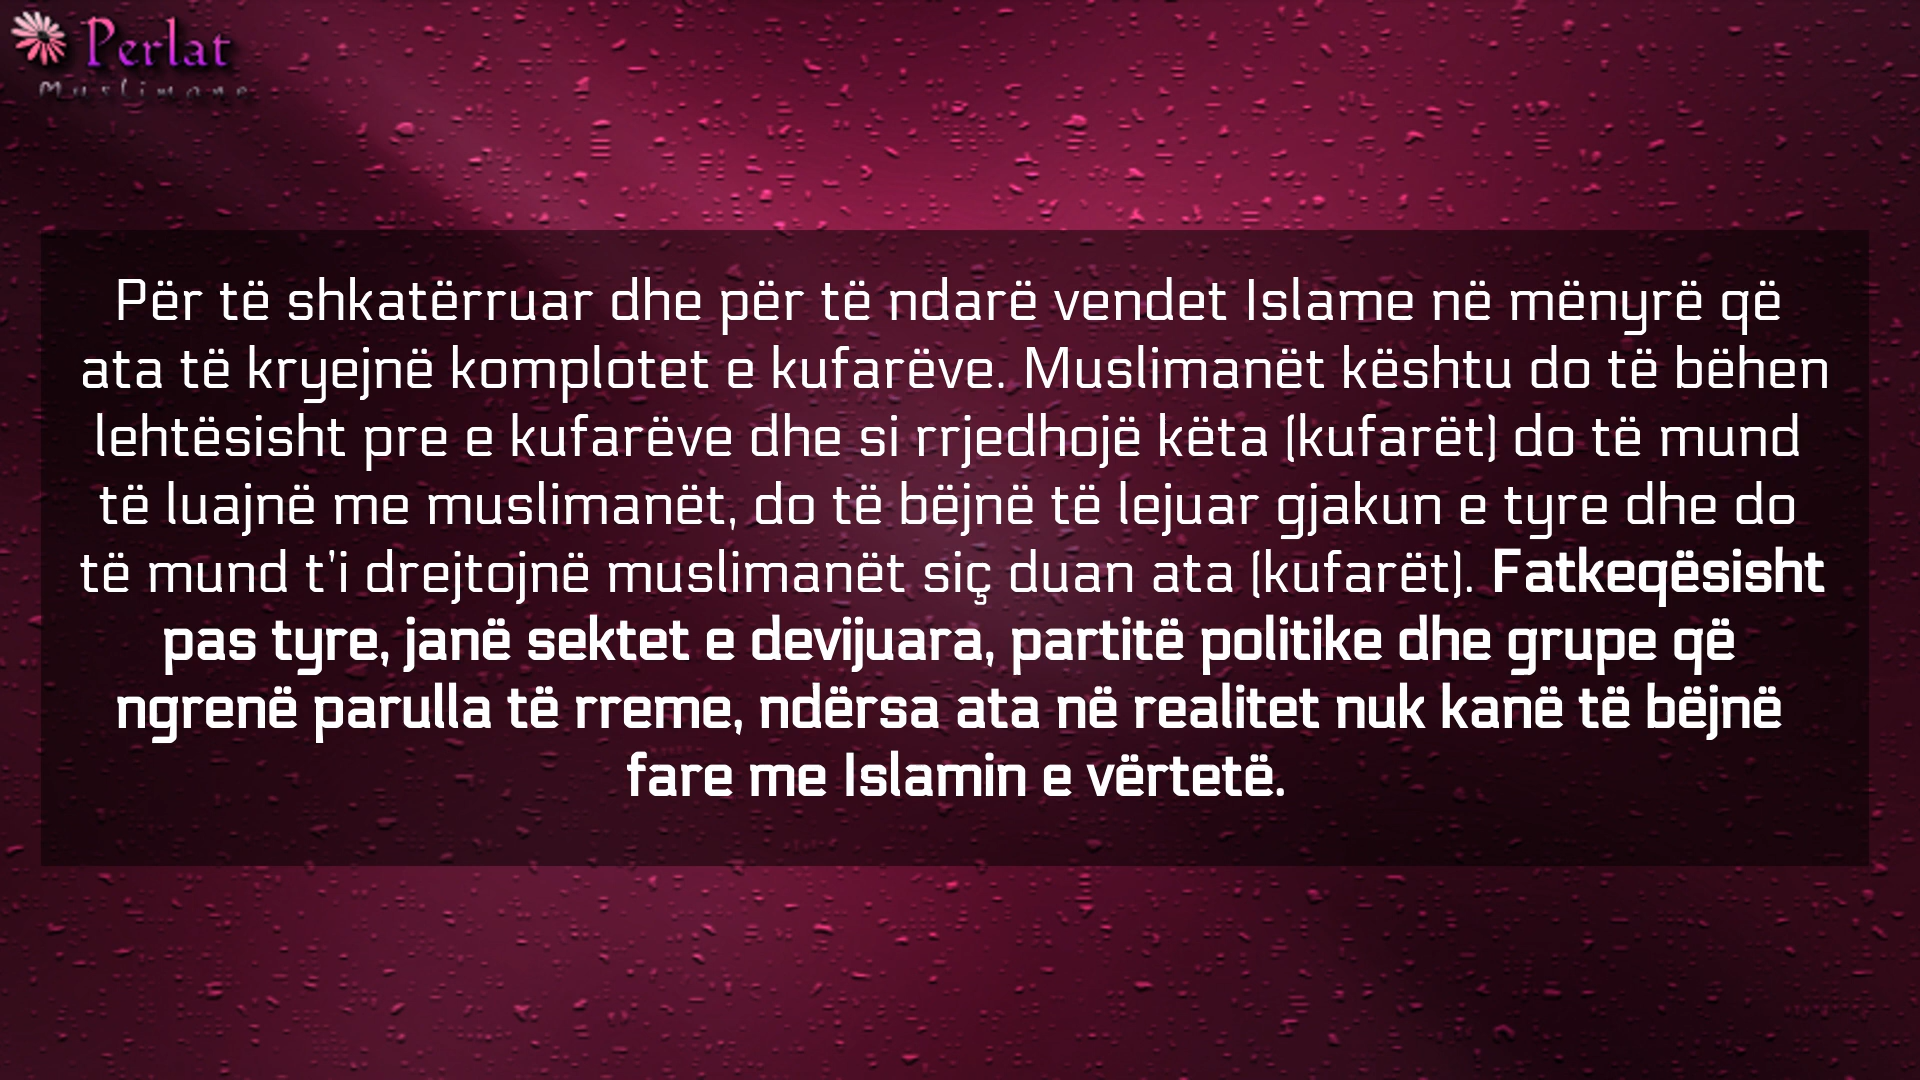 Perlat
Muslimane
Për të shkatërruar dhe për të ndarë vendet Islame në mënyrë që
ata të kryejnë komplotet e kufarëve. Muslimanët kështu do të bëhen
lehtësisht pre e kufarëve dhe si rrjedhojë këta (kufarët) do të mund
të luajnë me muslimanët, do të bëjnë të lejuar gjakun e tyre dhe do
të mund t'i drejtojnë muslimanët siç duan ata (kufarët). Fatkeqësisht
pas tyre, janë sektet e devijuara, partitë politike dhe grupe që
ngrenë parulla të rreme, ndërsa ata në realitet nuk kanë të bëjnë
fare me Islamin e vërtetë.